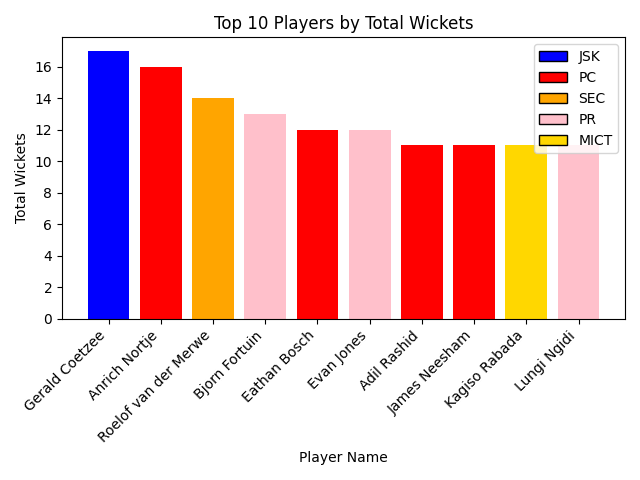 Top 10 Players by Total Wickets
JSK
PC
SEC
PR
MICT
Total Wickets
16
14
12
10
8
6
4
2
0
Gerald Coetzee
Anrich Nortje
Roelof van der Merwe
Bjorn Fortuin
Eathan Bosch
Evan Jones
Adil Rashid
James Neesham
Kagiso Rabada
Lungi Ngidi
Player Name